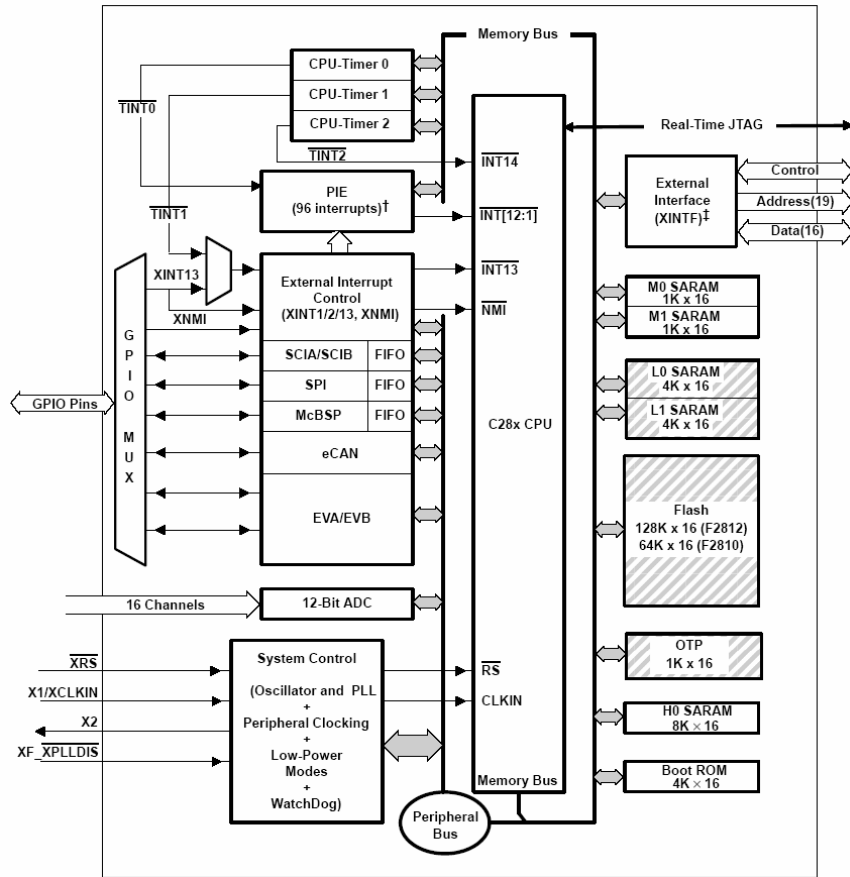 Memory Bus
CPU-Timer 0
CPU-Timer 1
CPU-Timer 2
TINT0
TINT2
INT14
Real-Time JTAG
PIE
(96 interrupts)†
INT[12:1]
External
Interface
(XINTF)‡
Control
Address(19)
Data(16)
TINT1
XINT13
XNMI
External Interrupt
Control
(XINT1/2/13, XNMI)
INT13
NMI
M0 SARAM
1K x 16
M1 SARAM
1K x 16
GPIO Pins
GPIO MUX
SCIA/SCIB
FIFO
SPI
FIFO
McBSP
FIFO
eCAN
EVA/EVB
C28x CPU
L0 SARAM
4K x 16
L1 SARAM
4K x 16
Flash
128K x 16 (F2812)
64K x 16 (F2810)
16 Channels
12-Bit ADC
OTP
1K x 16
XRS
X1/XCLKIN
X2
XF_XPLLDIS
System Control
(Oscillator and PLL
+
Peripheral Clocking
+
Low-Power
Modes
+
WatchDog)
RS
CLKIN
H0 SARAM
8K × 16
Boot ROM
4K × 16
Memory Bus
Peripheral
Bus